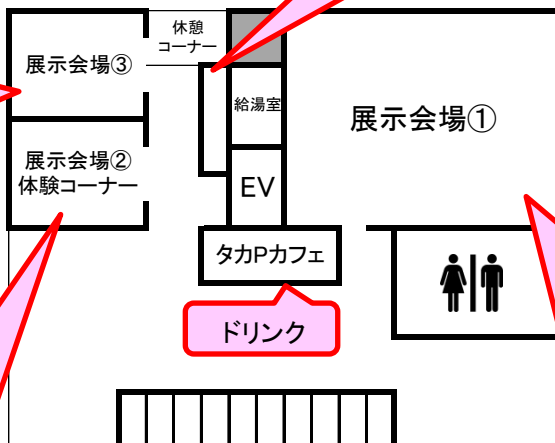 休憩
コーナー
展示会場③
給湯室
展示会場①
展示会場②
体験コーナー
EV
タカPカフェ
ドリンク